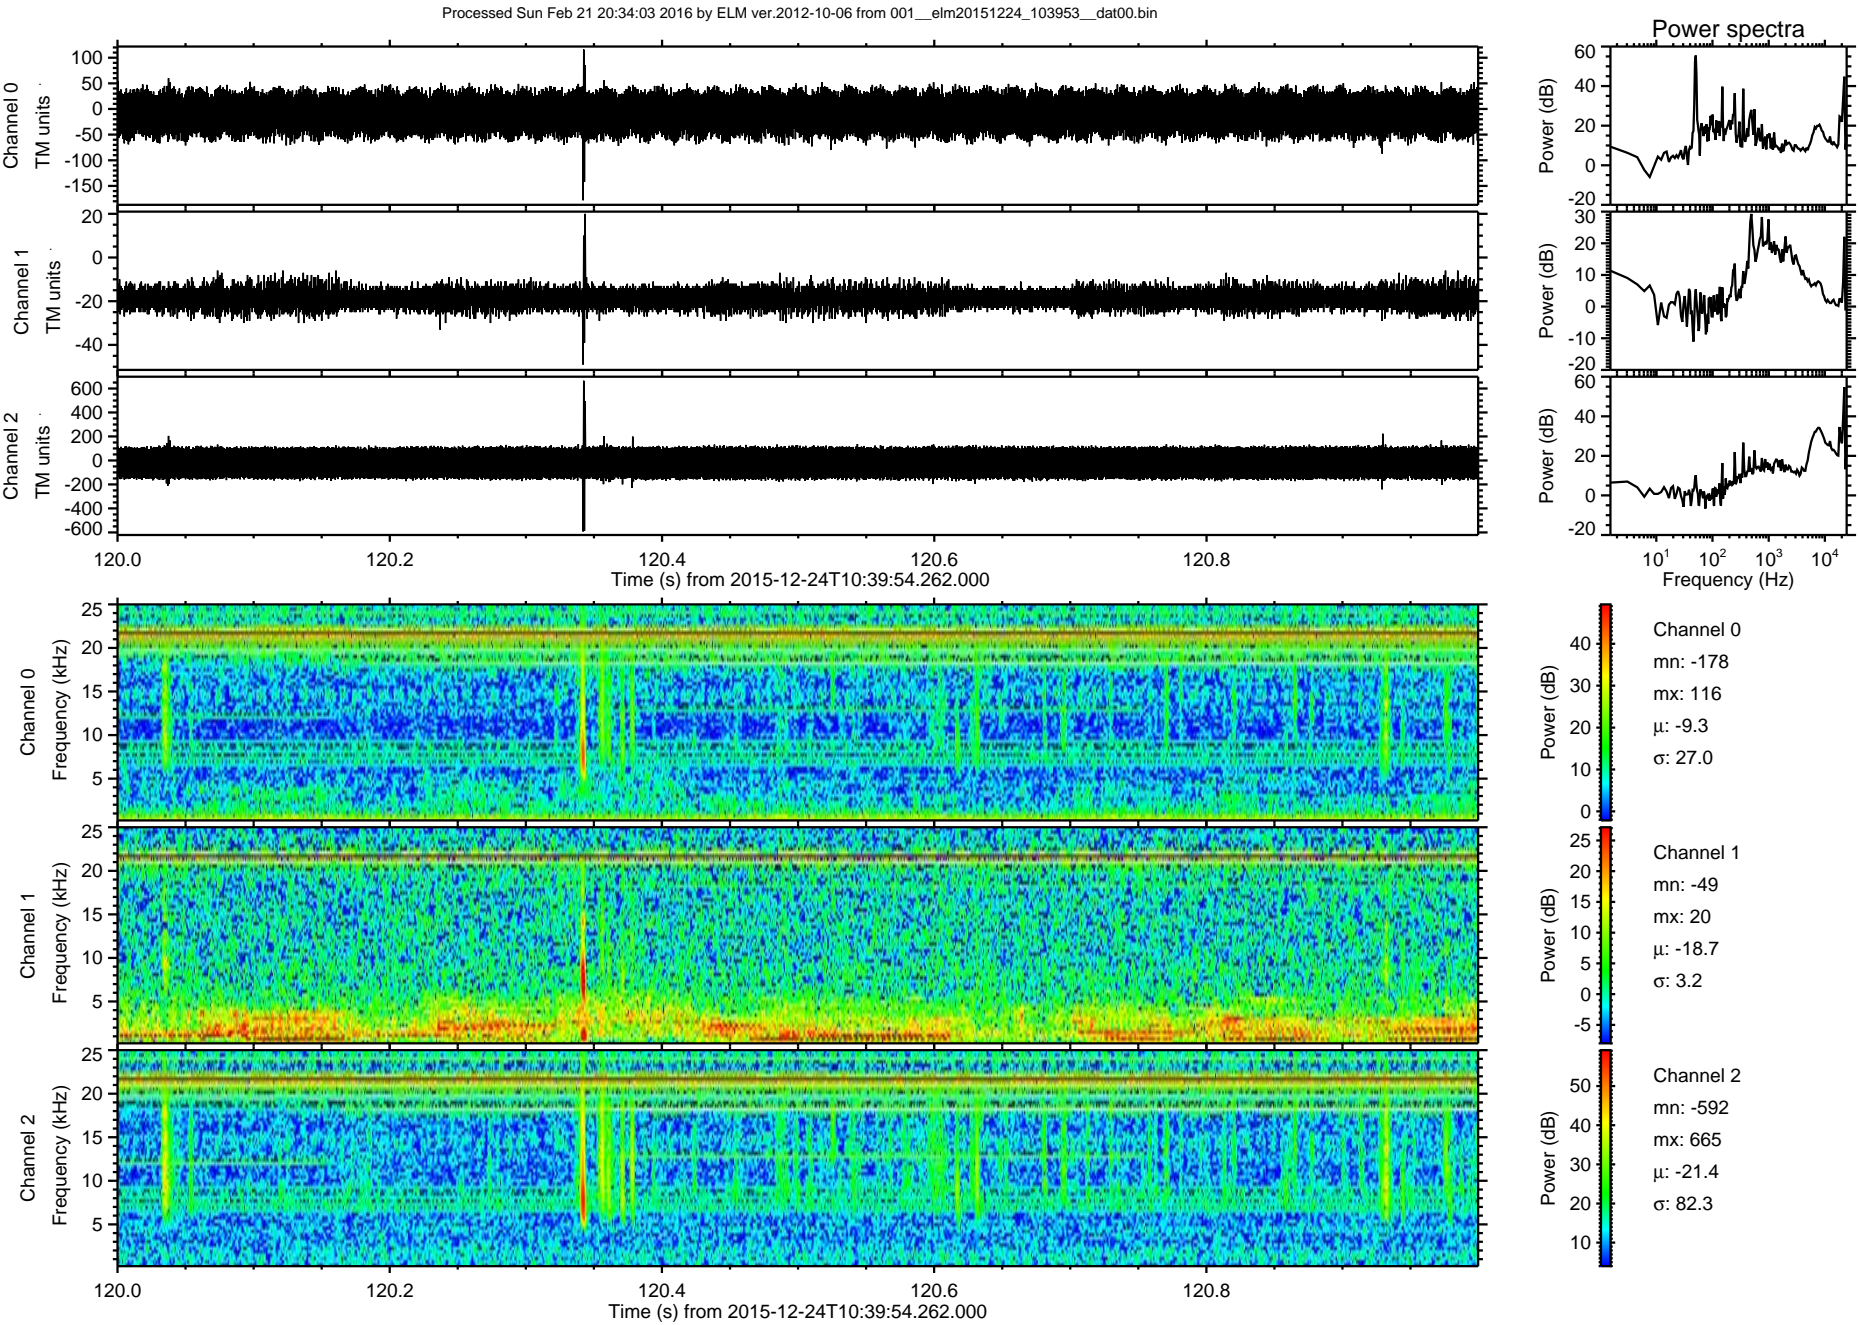 Processed Sun Feb 21 20:34:03 2016 by ELM ver.2012-10-06 from 001__elm20151224_103953__dat00.bin
Power spectra
Channel 0
TM units
100
50
0
-50
-100
-150
Power (dB)
60
40
20
0
-20
Channel 1
TM units
20
0
-20
-40
Power (dB)
30
20
10
0
-10
-20
Channel 2
TM units
600
400
200
0
-200
-400
-600
Power (dB)
60
40
20
0
-20
120.0 120.2 120.4 120.6 120.8
Time (s) from 2015-12-24T10:39:54.262.000
10^1 10^2 10^3 10^4
Frequency (Hz)
Channel 0
Frequency (kHz)
25
20
15
10
5
Power (dB)
40
30
20
10
0
Channel 0
mn: -178
mx: 116
μ: -9.3
σ: 27.0
Channel 1
Frequency (kHz)
25
20
15
10
5
Power (dB)
25
20
15
10
5
0
-5
Channel 1
mn: -49
mx: 20
μ: -18.7
σ: 3.2
Channel 2
Frequency (kHz)
25
20
15
10
5
Power (dB)
50
40
30
20
10
Channel 2
mn: -592
mx: 665
μ: -21.4
σ: 82.3
120.0 120.2 120.4 120.6 120.8
Time (s) from 2015-12-24T10:39:54.262.000